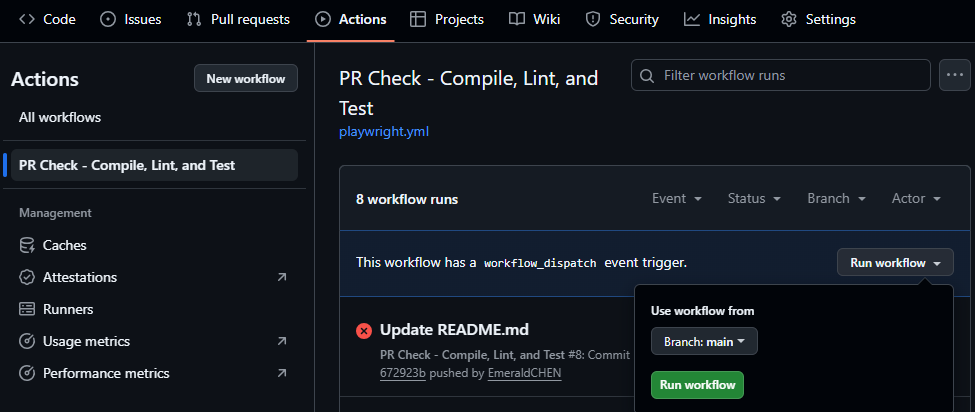 Code Issues Pull requests Actions Projects Wiki Security Insights Settings
Actions
New workflow
All workflows
PR Check - Compile, Lint, and Test
Management
Caches
Attestations
Runners
Usage metrics
Performance metrics
PR Check - Compile, Lint, and
Test
playwright.yml
Filter workflow runs
8 workflow runs
Event Status Branch Actor
This workflow has a workflow_dispatch event trigger.
Run workflow
Use workflow from
Branch: main
Run workflow
Update README.md
PR Check - Compile, Lint, and Test #8: Commit
672923b pushed by EmeraldCHEN